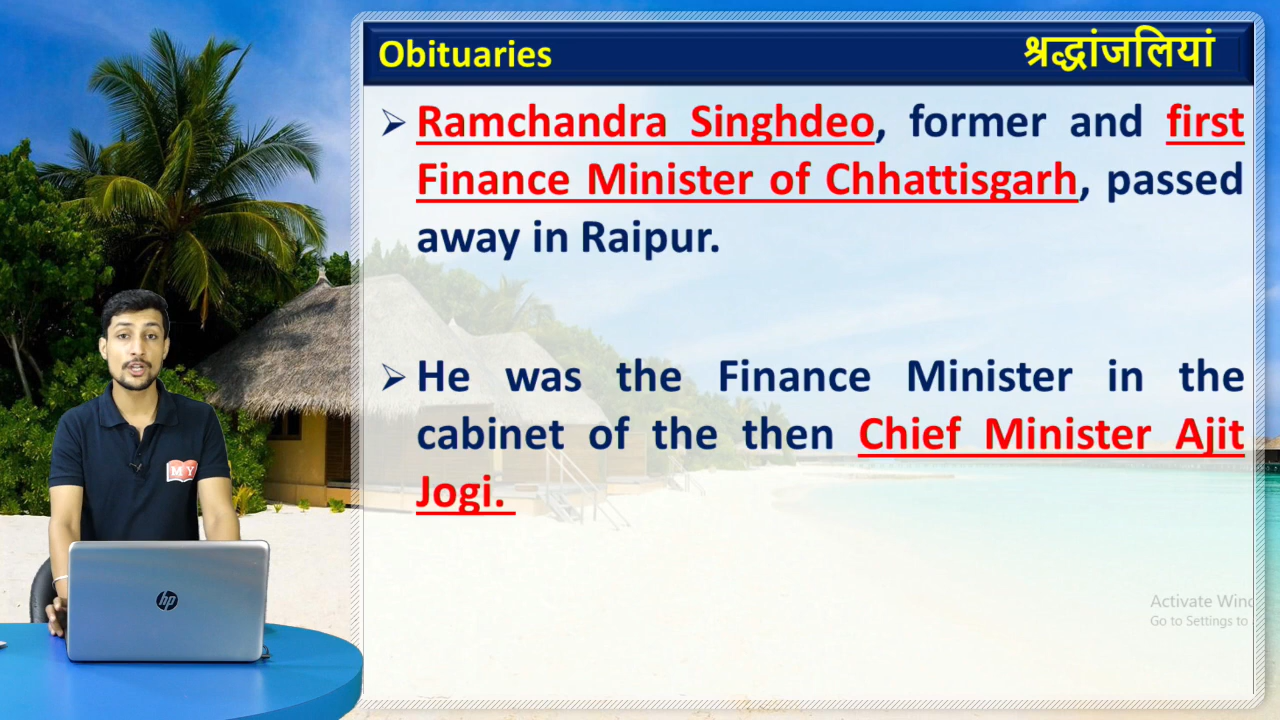 Obituaries
श्रद्धांजलियां
Ramchandra Singhdeo, former and first
Finance Minister of Chhattisgarh, passed
away in Raipur.
He was the Finance Minister in the
cabinet of the then Chief Minister Ajit
Jogi.
M Y
hp
Activate
Go to Settings to